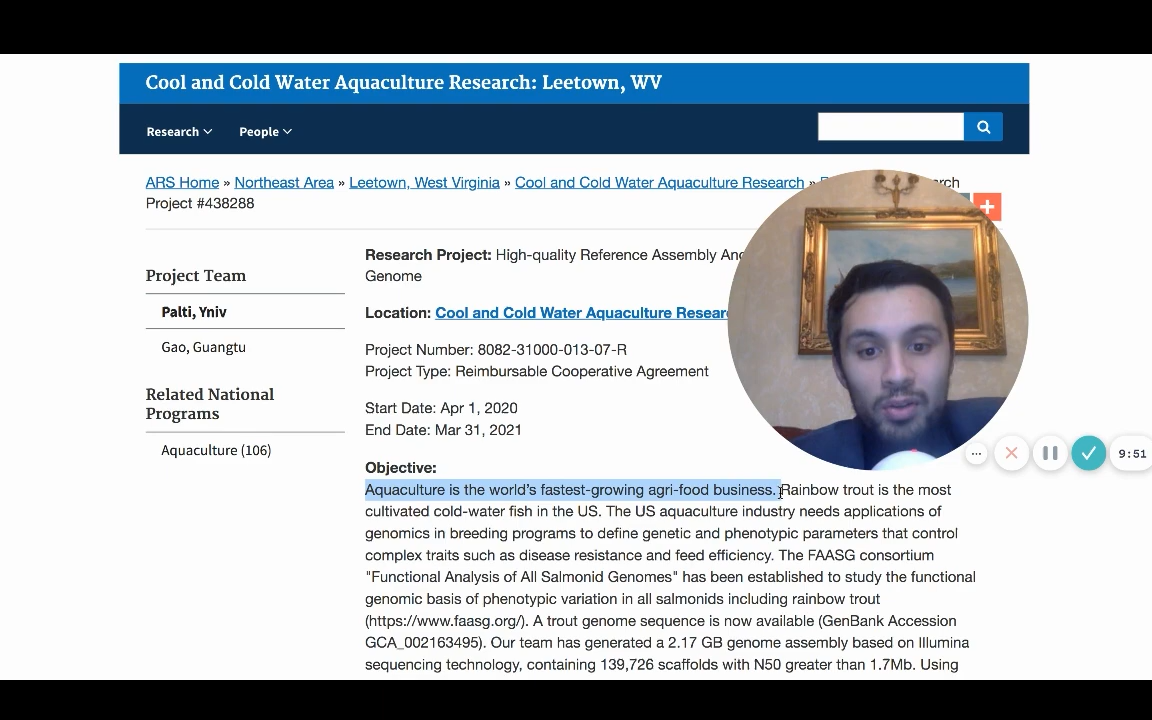 Cool and Cold Water Aquaculture Research: Leetown, WV
Research People
ARS Home » Northeast Area » Leetown, West Virginia » Cool and Cold Water Aquaculture Research »
Project #438288
Project Team
Palti, Yniv
Gao, Guangtu
Related National
Programs
Aquaculture (106)
Research Project: High-quality Reference Assembly
Genome
Location: Cool and Cold Water Aquaculture
Project Number: 8082-31000-013-07-R
Project Type: Reimbursable Cooperative Agreement
Start Date: Apr 1, 2020
End Date: Mar 31, 2021
Objective:
Aquaculture is the world's fastest-growing agri-food business. Rainbow trout is the most
cultivated cold-water fish in the US. The US aquaculture industry needs applications of
genomics in breeding programs to define genetic and phenotypic parameters that control
complex traits such as disease resistance and feed efficiency. The FAASG consortium
"Functional Analysis of All Salmonid Genomes" has been established to study the functional
genomic basis of phenotypic variation in all salmonids including rainbow trout
(https://www.faasg.org/). A trout genome sequence is now available (GenBank Accession
GCA_002163495). Our team has generated a 2.17 GB genome assembly based on Illumina
sequencing technology, containing 139,726 scaffolds with N50 greater than 1.7Mb. Using
9:51